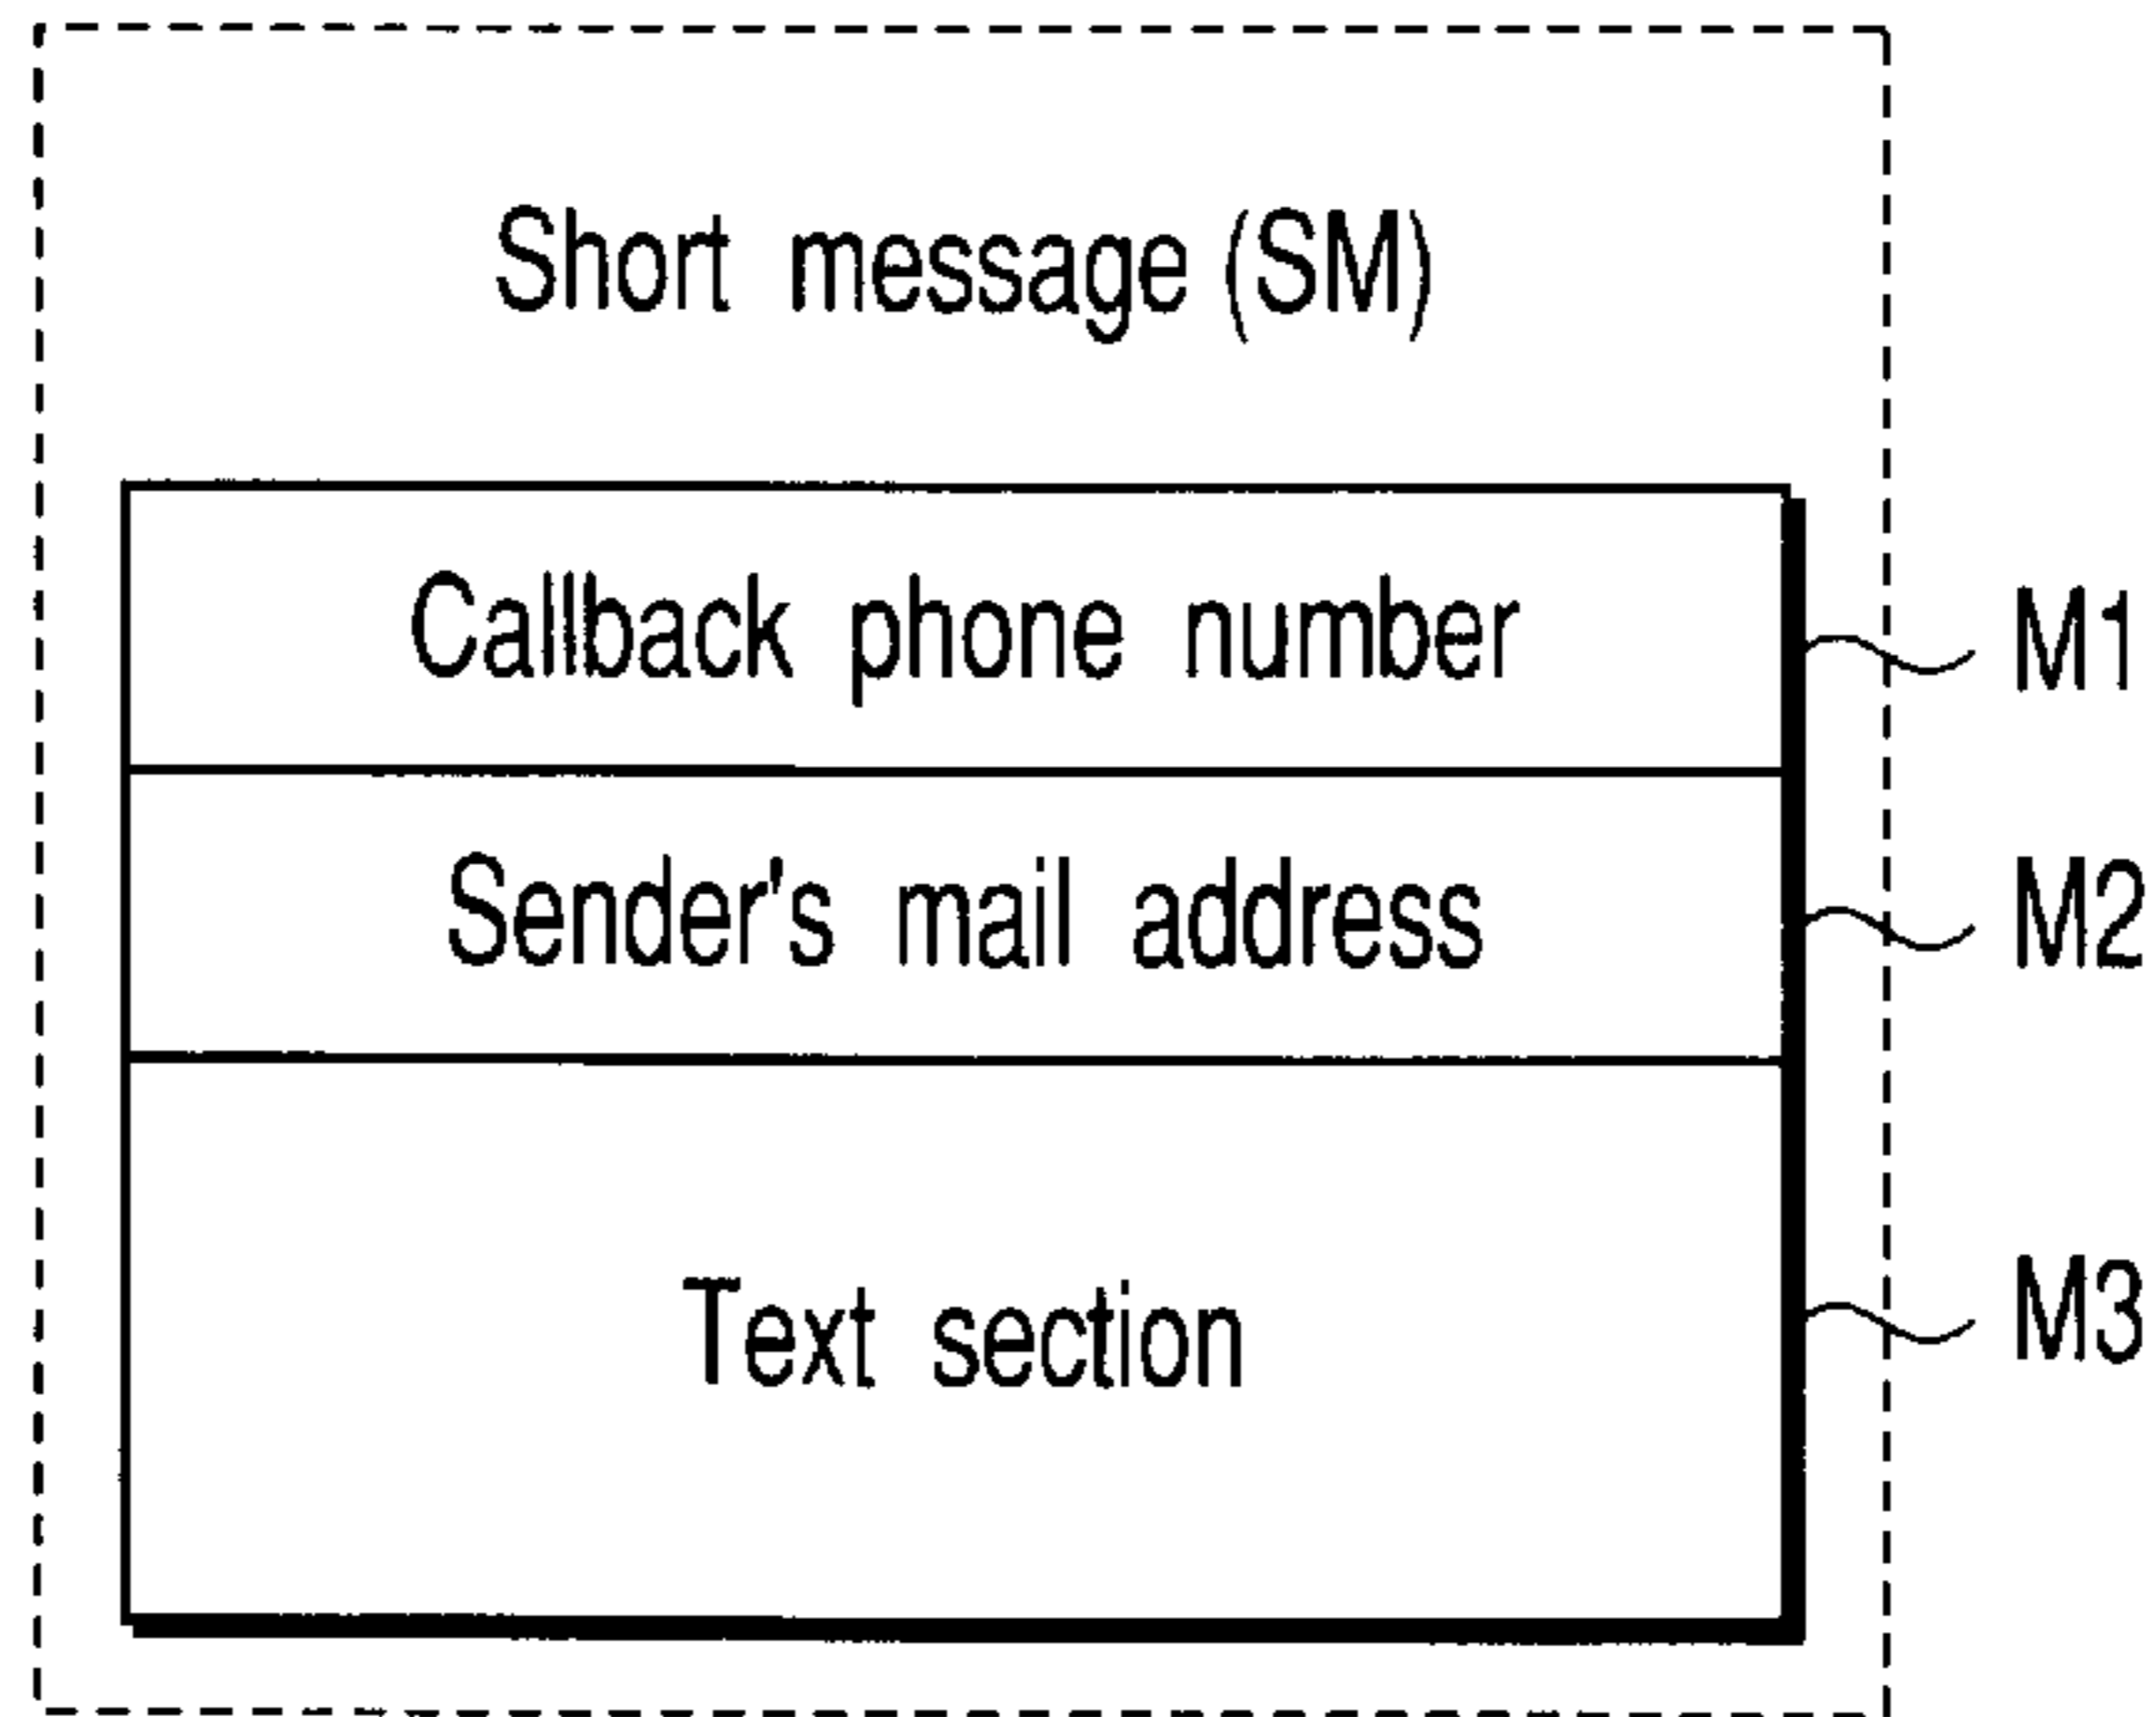 Short message (SM)
Callback phone number M1
Sender's mail address M2
Text section M3